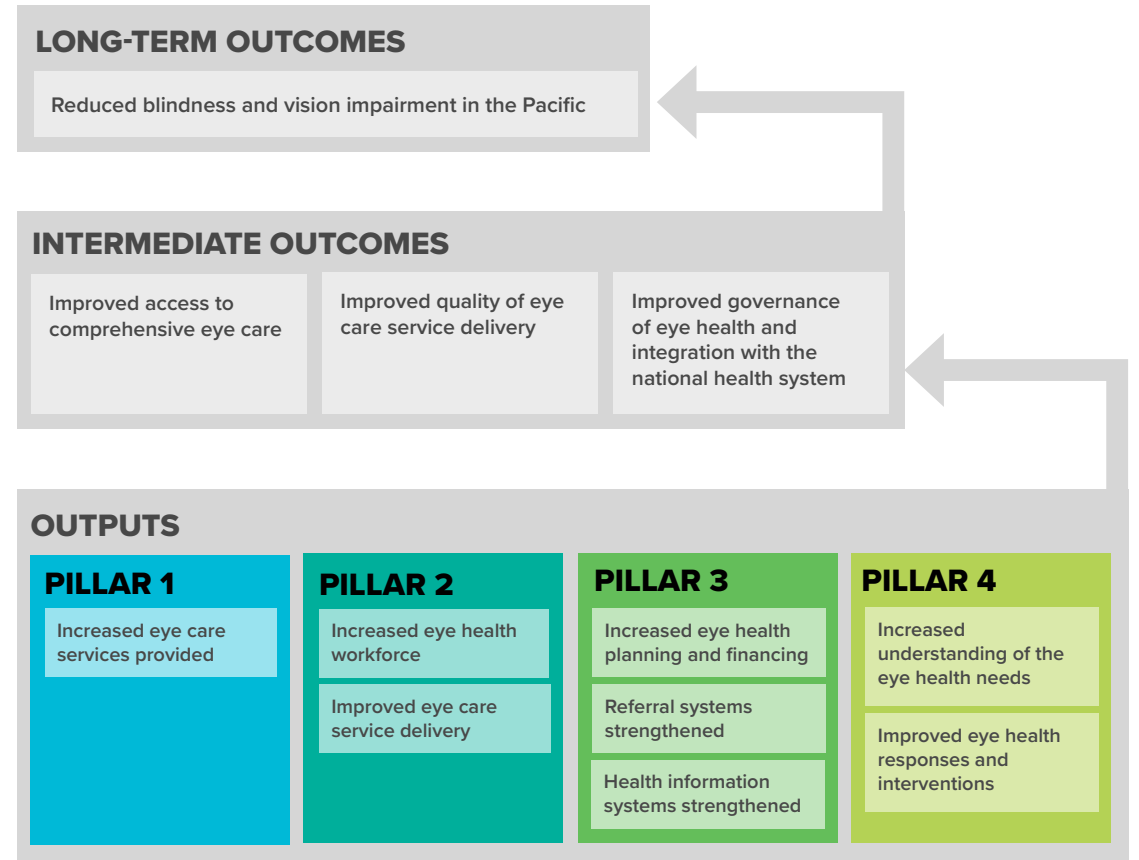 LONG-TERM OUTCOMES
Reduced blindness and vision impairment in the Pacific
INTERMEDIATE OUTCOMES
Improved access to
comprehensive eye care
Improved quality of eye
care service delivery
Improved governance
of eye health and
integration with the
national health system
OUTPUTS
PILLAR 1
Increased eye care
services provided
PILLAR 2
Increased eye health
workforce
Improved eye care
service delivery
PILLAR 3
Increased eye health
planning and financing
Referral systems
strengthened
Health information
systems strengthened
PILLAR 4
Increased
understanding of the
eye health needs
Improved eye health
responses and
interventions